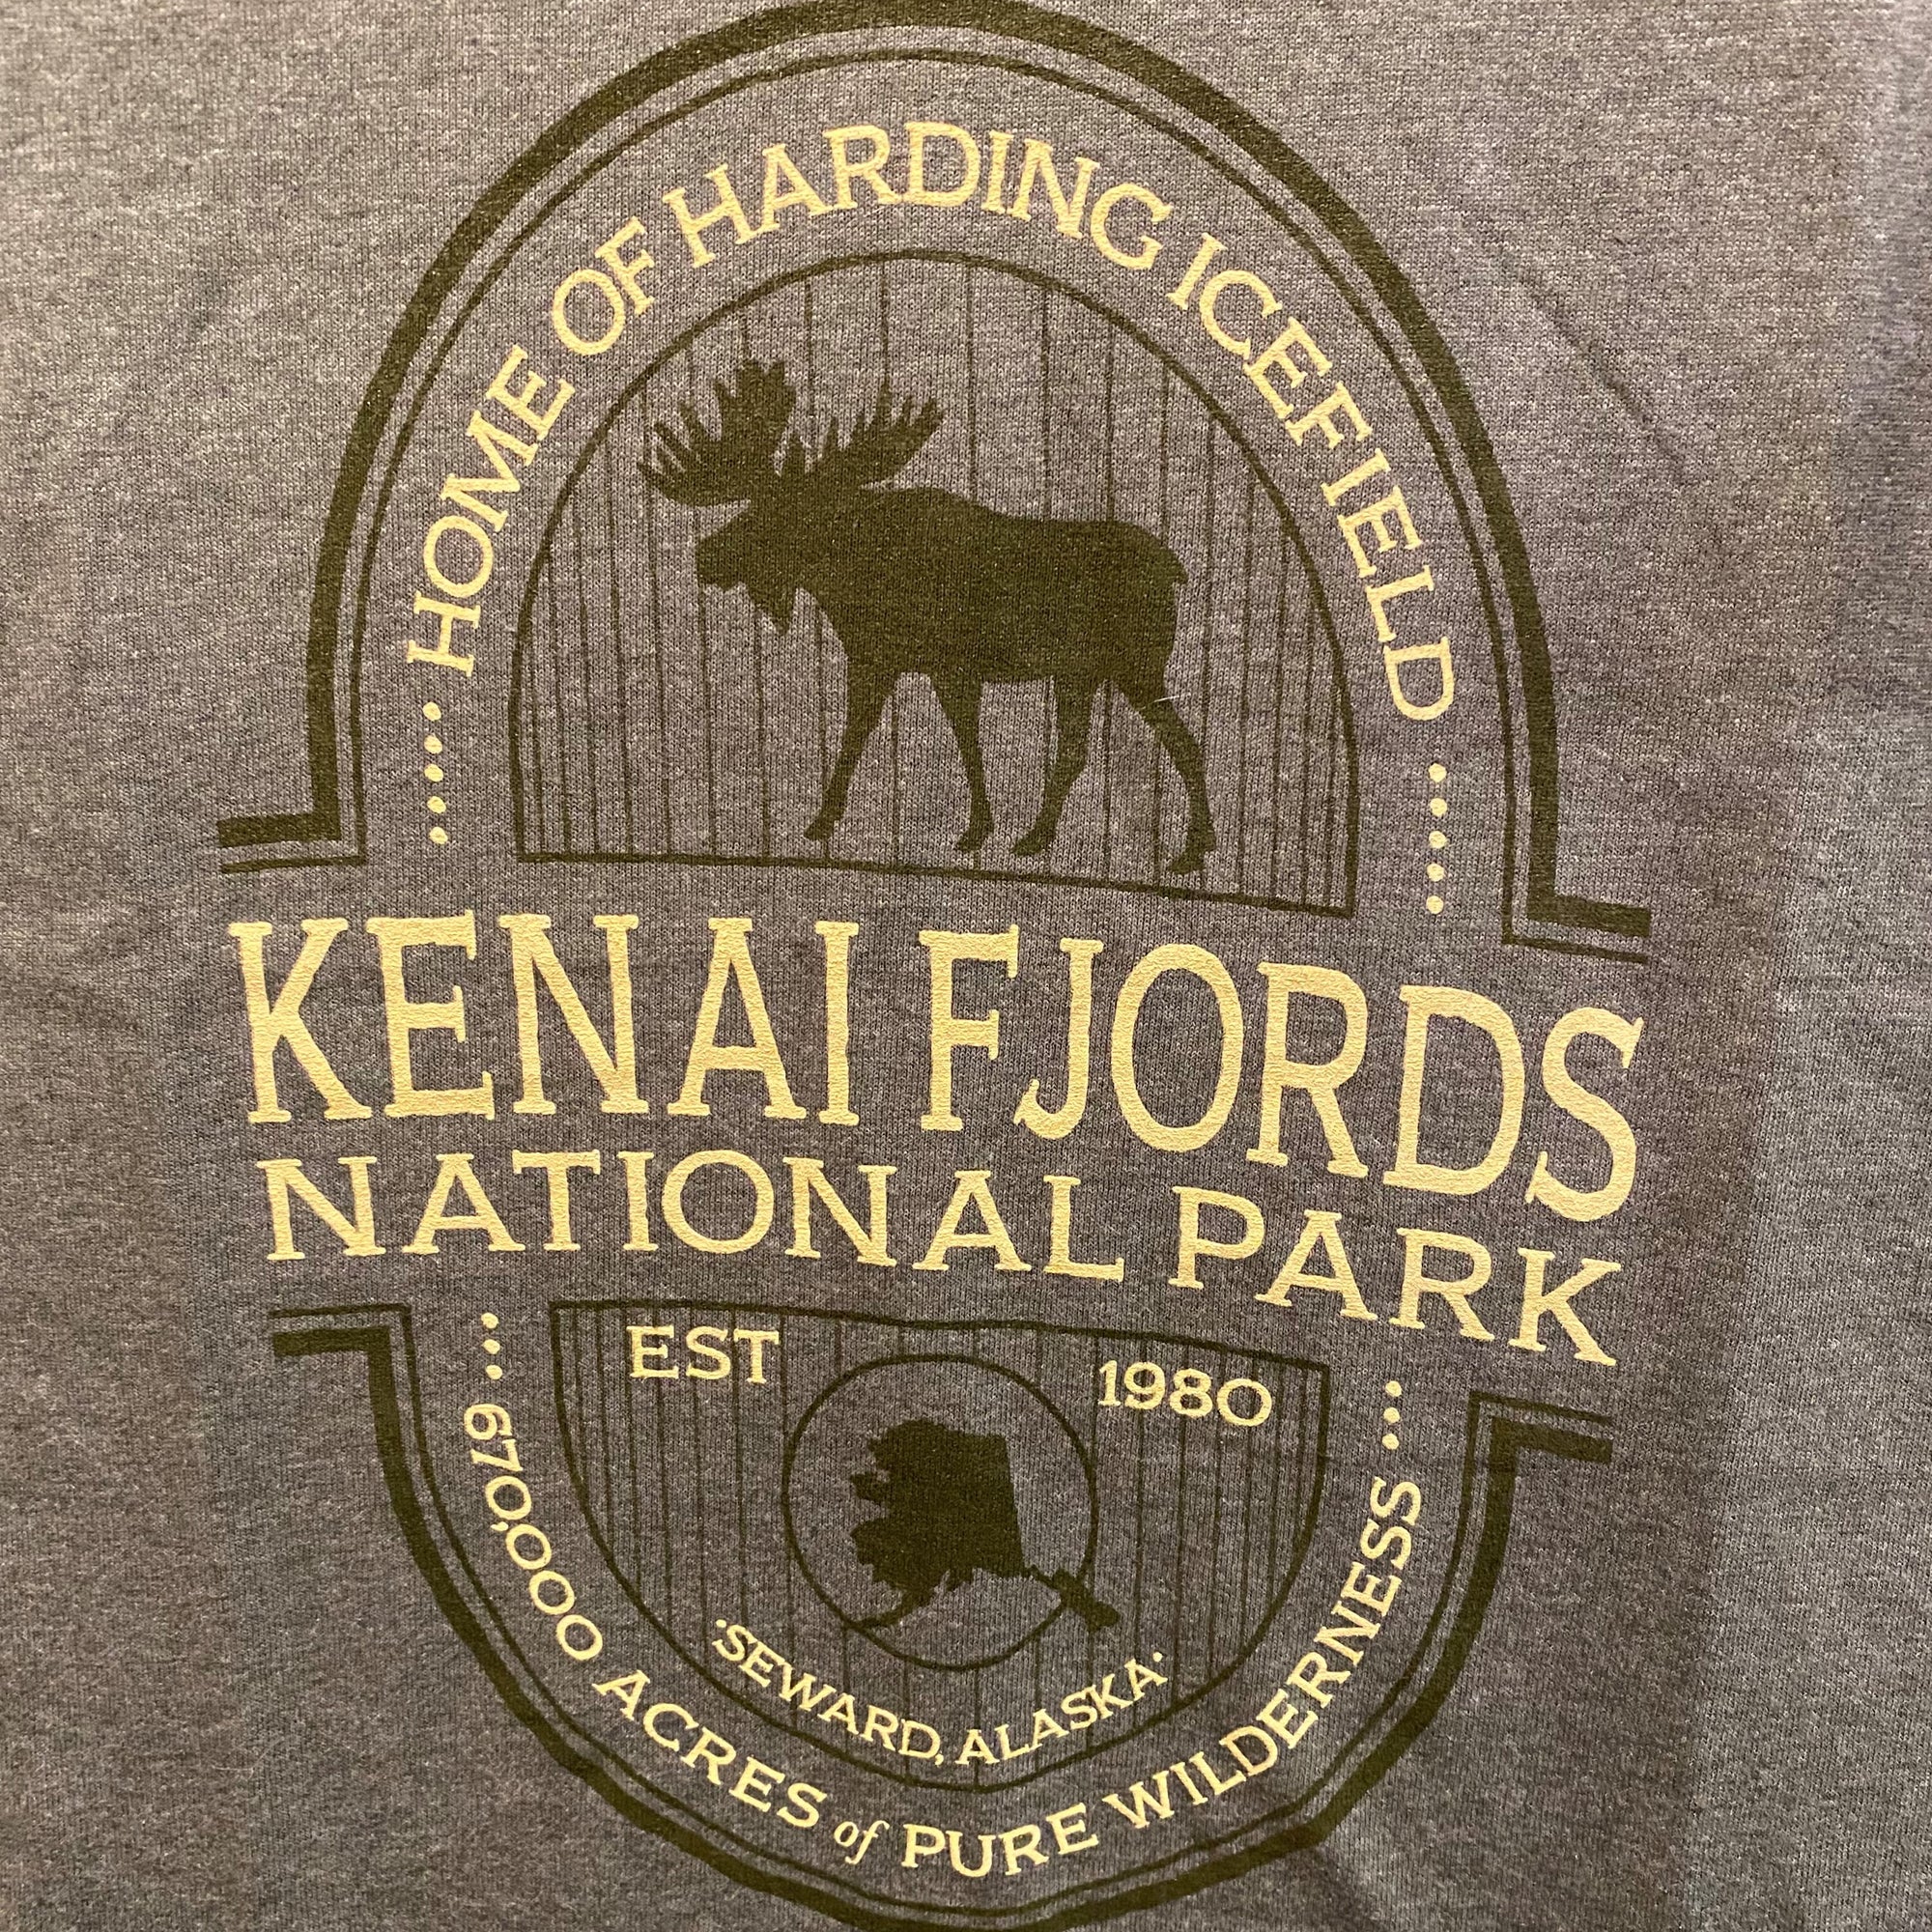 HOME OF HARDING ICEFIELD
KENAI FJORDS
NATIONAL PARK
EST 1980
·SEWARD, ALASKA·
670,000 ACRES of PURE WILDERNESS